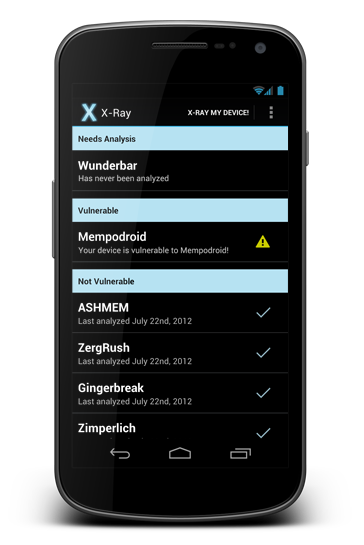 X X-Ray X-RAY MY DEVICE!
Needs Analysis
Wunderbar
Has never been analyzed
Vulnerable
Mempodroid
Your device is vulnerable to Mempodroid!
Not Vulnerable
ASHMEM
Last analyzed July 22nd, 2012
ZergRush
Last analyzed July 22nd, 2012
Gingerbreak
Last analyzed July 22nd, 2012
Zimperlich